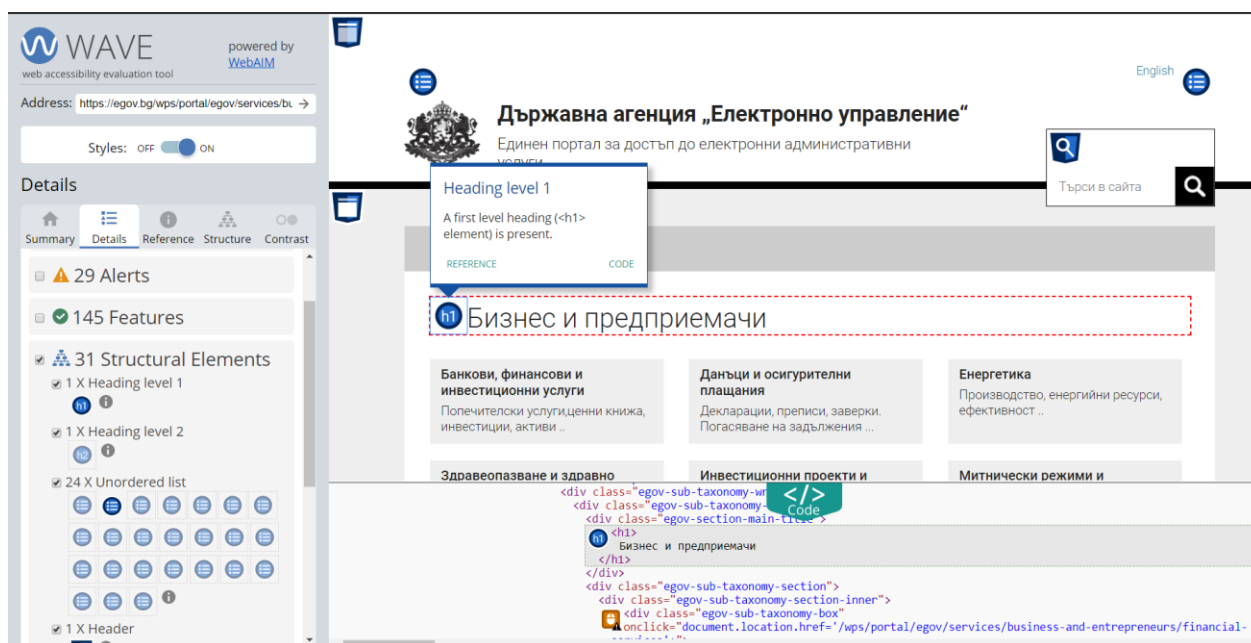 WAVE
powered by
WebAIM
web accessibility evaluation tool
Address: https://egov.bg/wps/portal/egov/services/bu
Styles: OFF ON
Details
Summary Details Reference Structure Contrast
29 Alerts
145 Features
31 Structural Elements
1 X Heading level 1
h1
1 X Heading level 2
h2
24 X Unordered list
1 X Header
English
Държавна агенция „Електронно управление“
Единен портал за достъп до електронни административни
услуги
Търси в сайта
Heading level 1
A first level heading (<h1>
element) is present.
REFERENCE CODE
h1 Бизнес и предприемачи
Банкови, финансови и
инвестиционни услуги
Попечителски услуги,ценни книжа,
инвестиции, активи ..
Данъци и осигурителни
плащания
Декларации, преписи, заверки.
Погасяване на задължения ...
Енергетика
Производство, енергийни ресурси,
ефективност ..
Здравеопазване и здравно
Инвестиционни проекти и
Митнически режими и
</>
Code
<div class="egov-sub-taxonomy-wr
<div class="egov-sub-taxonomy-
<div class="egov-section-main-title">
h1 <h1>
Бизнес и предприемачи
</h1>
</div>
<div class="egov-sub-taxonomy-section">
<div class="egov-sub-taxonomy-section-inner">
<div class="egov-sub-taxonomy-box"
onclick="document.location.href='/wps/portal/egov/services/business-and-entrepreneurs/financial-